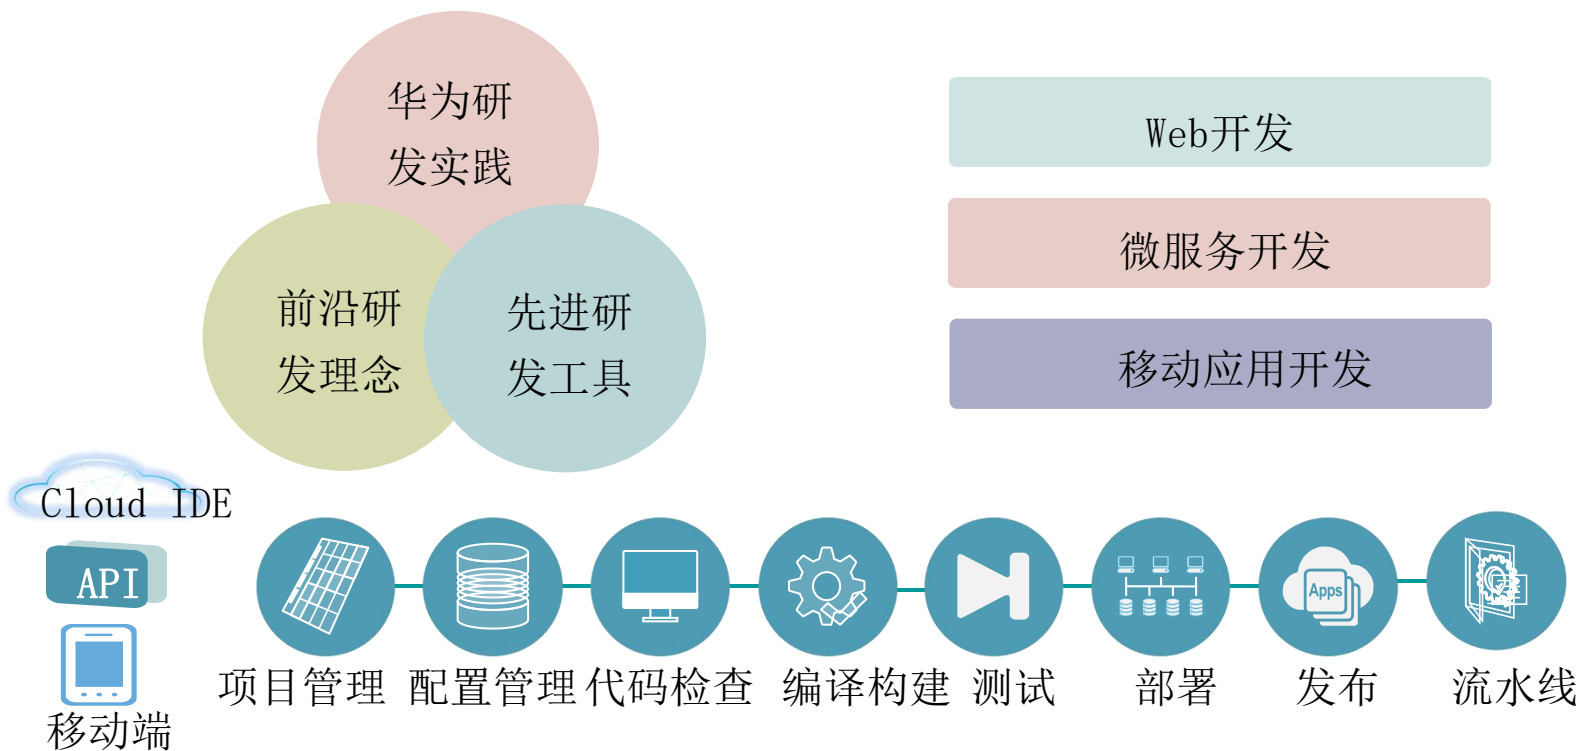 华为研
发实践
前沿研
发理念
先进研
发工具
Web开发
微服务开发
移动应用开发
Cloud IDE
API
移动端
Apps
项目管理
配置管理
代码检查
编译构建
测试
部署
发布
流水线